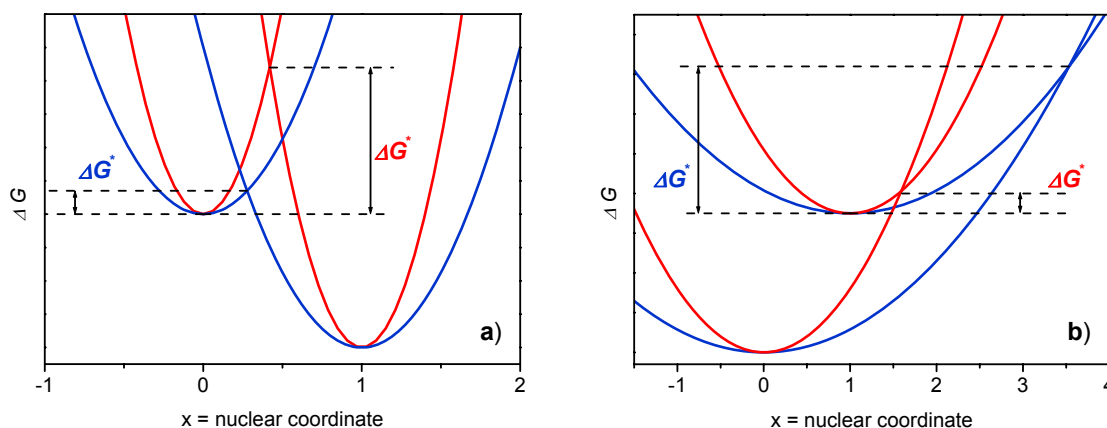 ΔG
ΔG*
ΔG*
a)
-1
0
1
2
x = nuclear coordinate
ΔG
ΔG*
ΔG*
b)
-1
0
1
2
3
4
x = nuclear coordinate